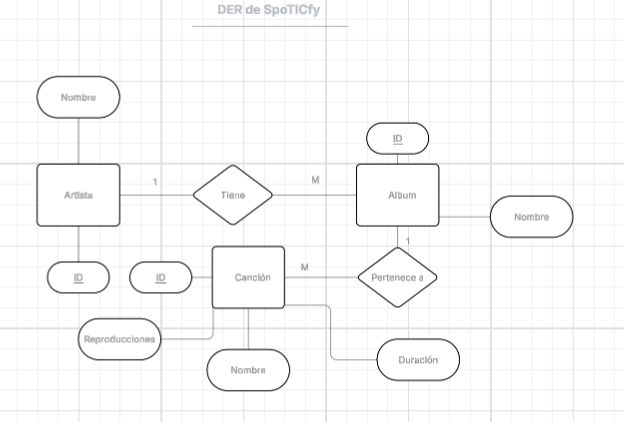 DER de SpoTICfy
Nombre
ID
Artista
1
Tiene
M
Album
Nombre
1
ID
ID
Canción
M
Pertenece a
Reproducciones
Nombre
Duración